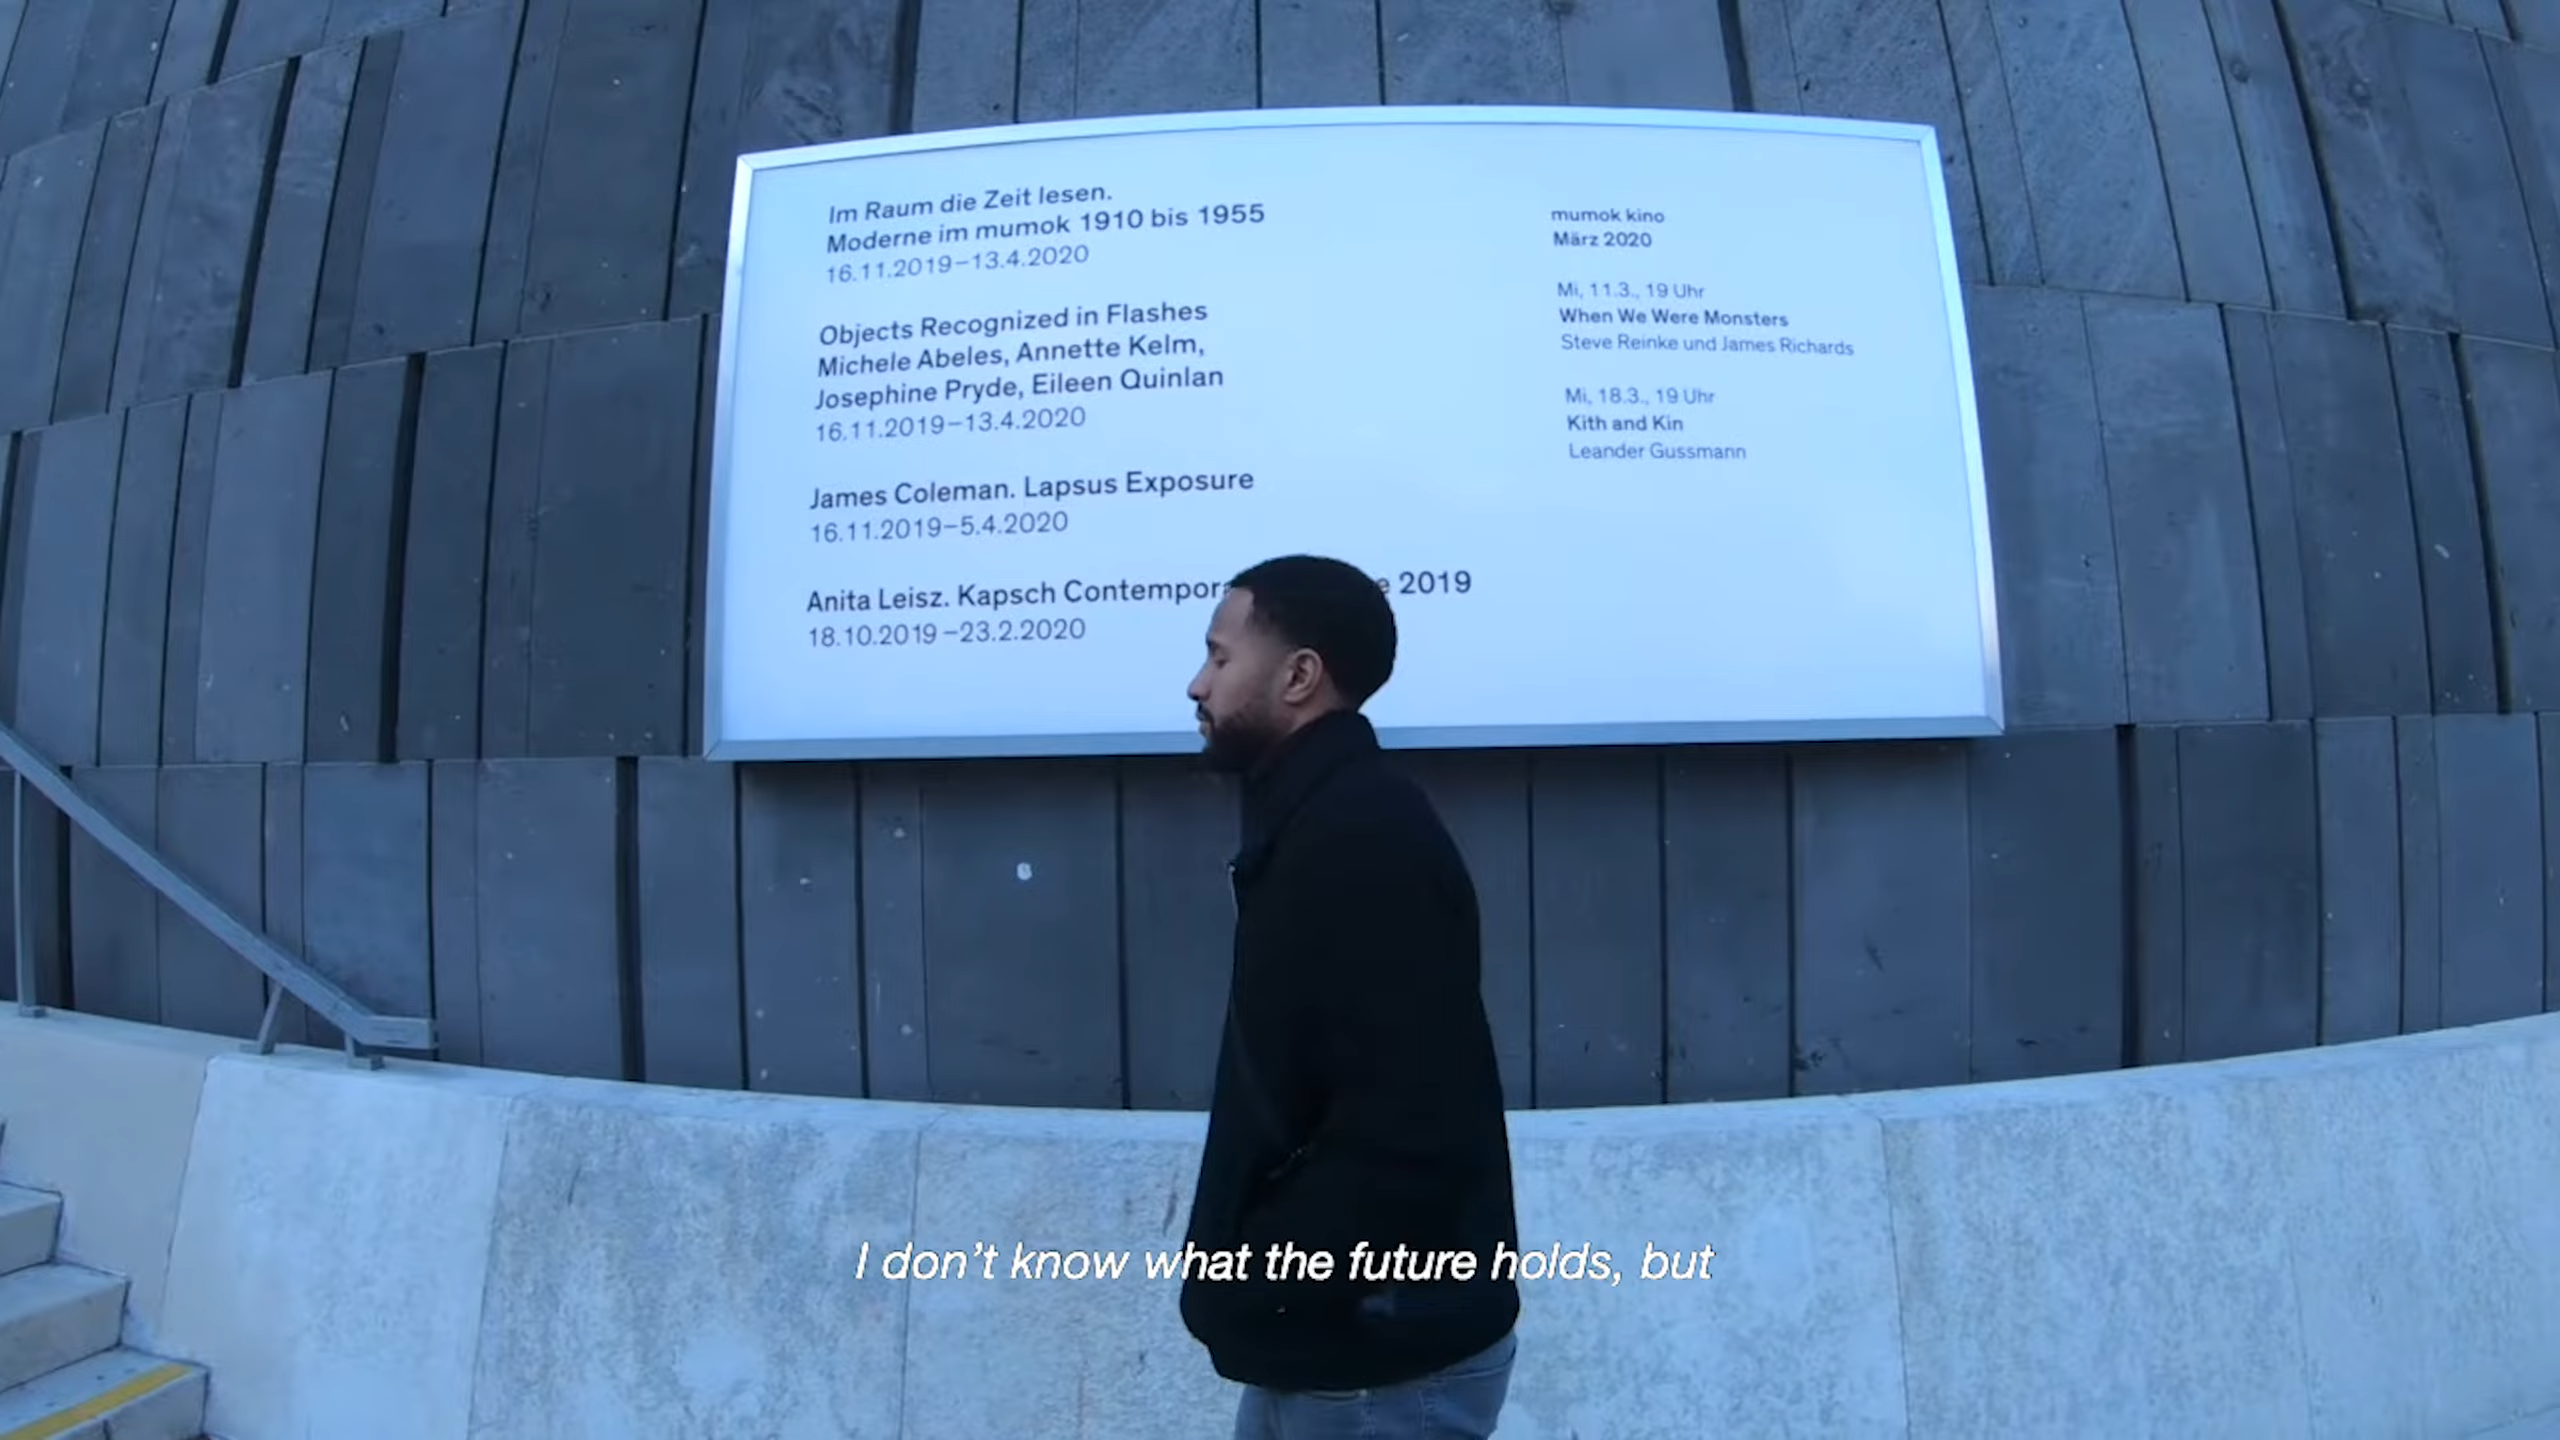 Im Raum die Zeit lesen.
Moderne im mumok 1910 bis 1955
16.11.2019–13.4.2020
Objects Recognized in Flashes
Michele Abeles, Annette Kelm,
Josephine Pryde, Eileen Quinlan
16.11.2019–13.4.2020
James Coleman. Lapsus Exposure
16.11.2019–5.4.2020
Anita Leisz. Kapsch 2019
18.10.2019–23.2.2020
mumok kino
März 2020
Mi, 11.3., 19 Uhr
When We Were Monsters
Steve Reinke und James Richards
Mi, 18.3., 19 Uhr
Kith and Kin
Leander Gussmann
I don't know what the future holds, but